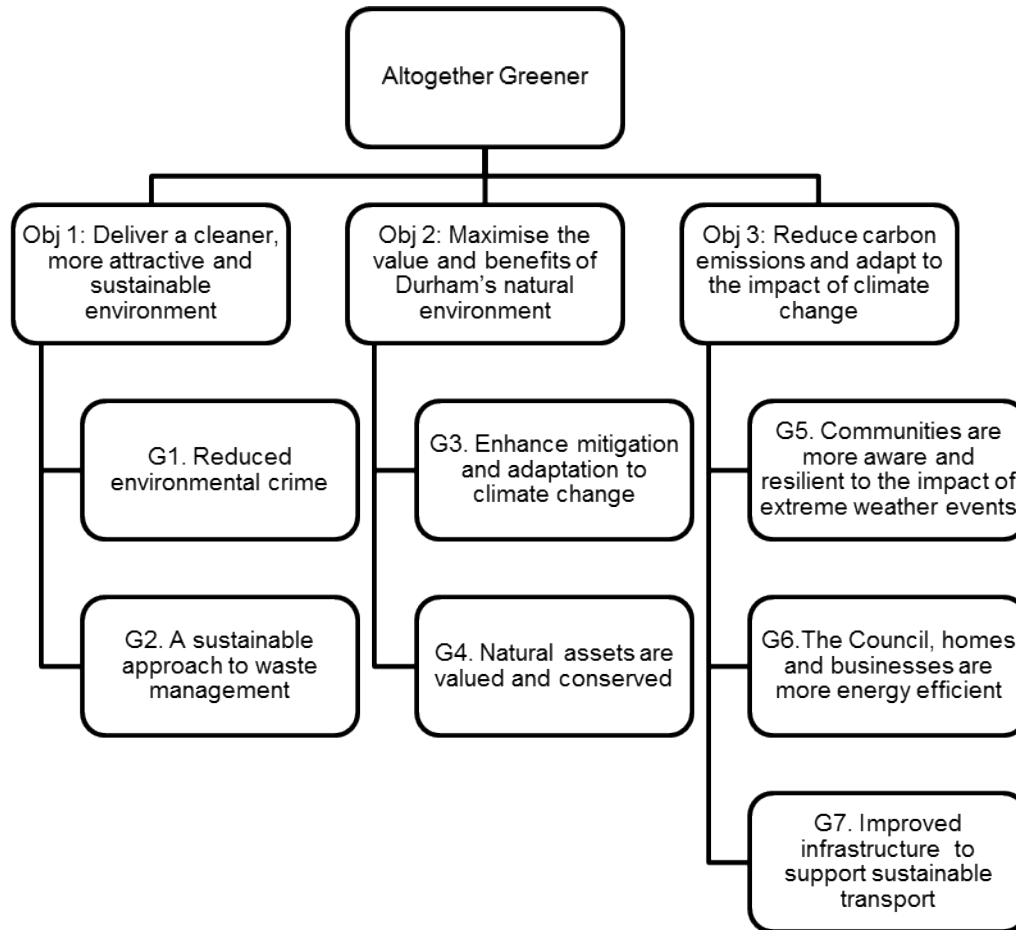 Altogether Greener
Obj 1: Deliver a cleaner,
more attractive and
sustainable
environment
Obj 2: Maximise the
value and benefits of
Durham's natural
environment
Obj 3: Reduce carbon
emissions and adapt to
the impact of climate
change
G1. Reduced
environmental crime
G2. A sustainable
approach to waste
management
G3. Enhance mitigation
and adaptation to
climate change
G4. Natural assets are
valued and conserved
G5. Communities are
more aware and
resilient to the impact of
extreme weather events
G6.The Council, homes
and businesses are
more energy efficient
G7. Improved
infrastructure to
support sustainable
transport